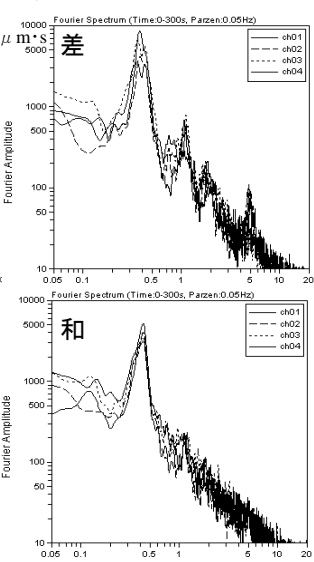 Fourier Spectrum (Time:0-300s, Parzen:0.05Hz)
μm・s
差
ch01
ch02
ch03
ch04
Fourier Amplitude
10000
5000
1000
500
100
50
10
0.05 0.1 0.5 1 5 10 20
Fourier Spectrum (Time:0-300s, Parzen:0.05Hz)
和
ch01
ch02
ch03
ch04
Fourier Amplitude
10000
5000
1000
500
100
50
10
0.05 0.1 0.5 1 5 10 20